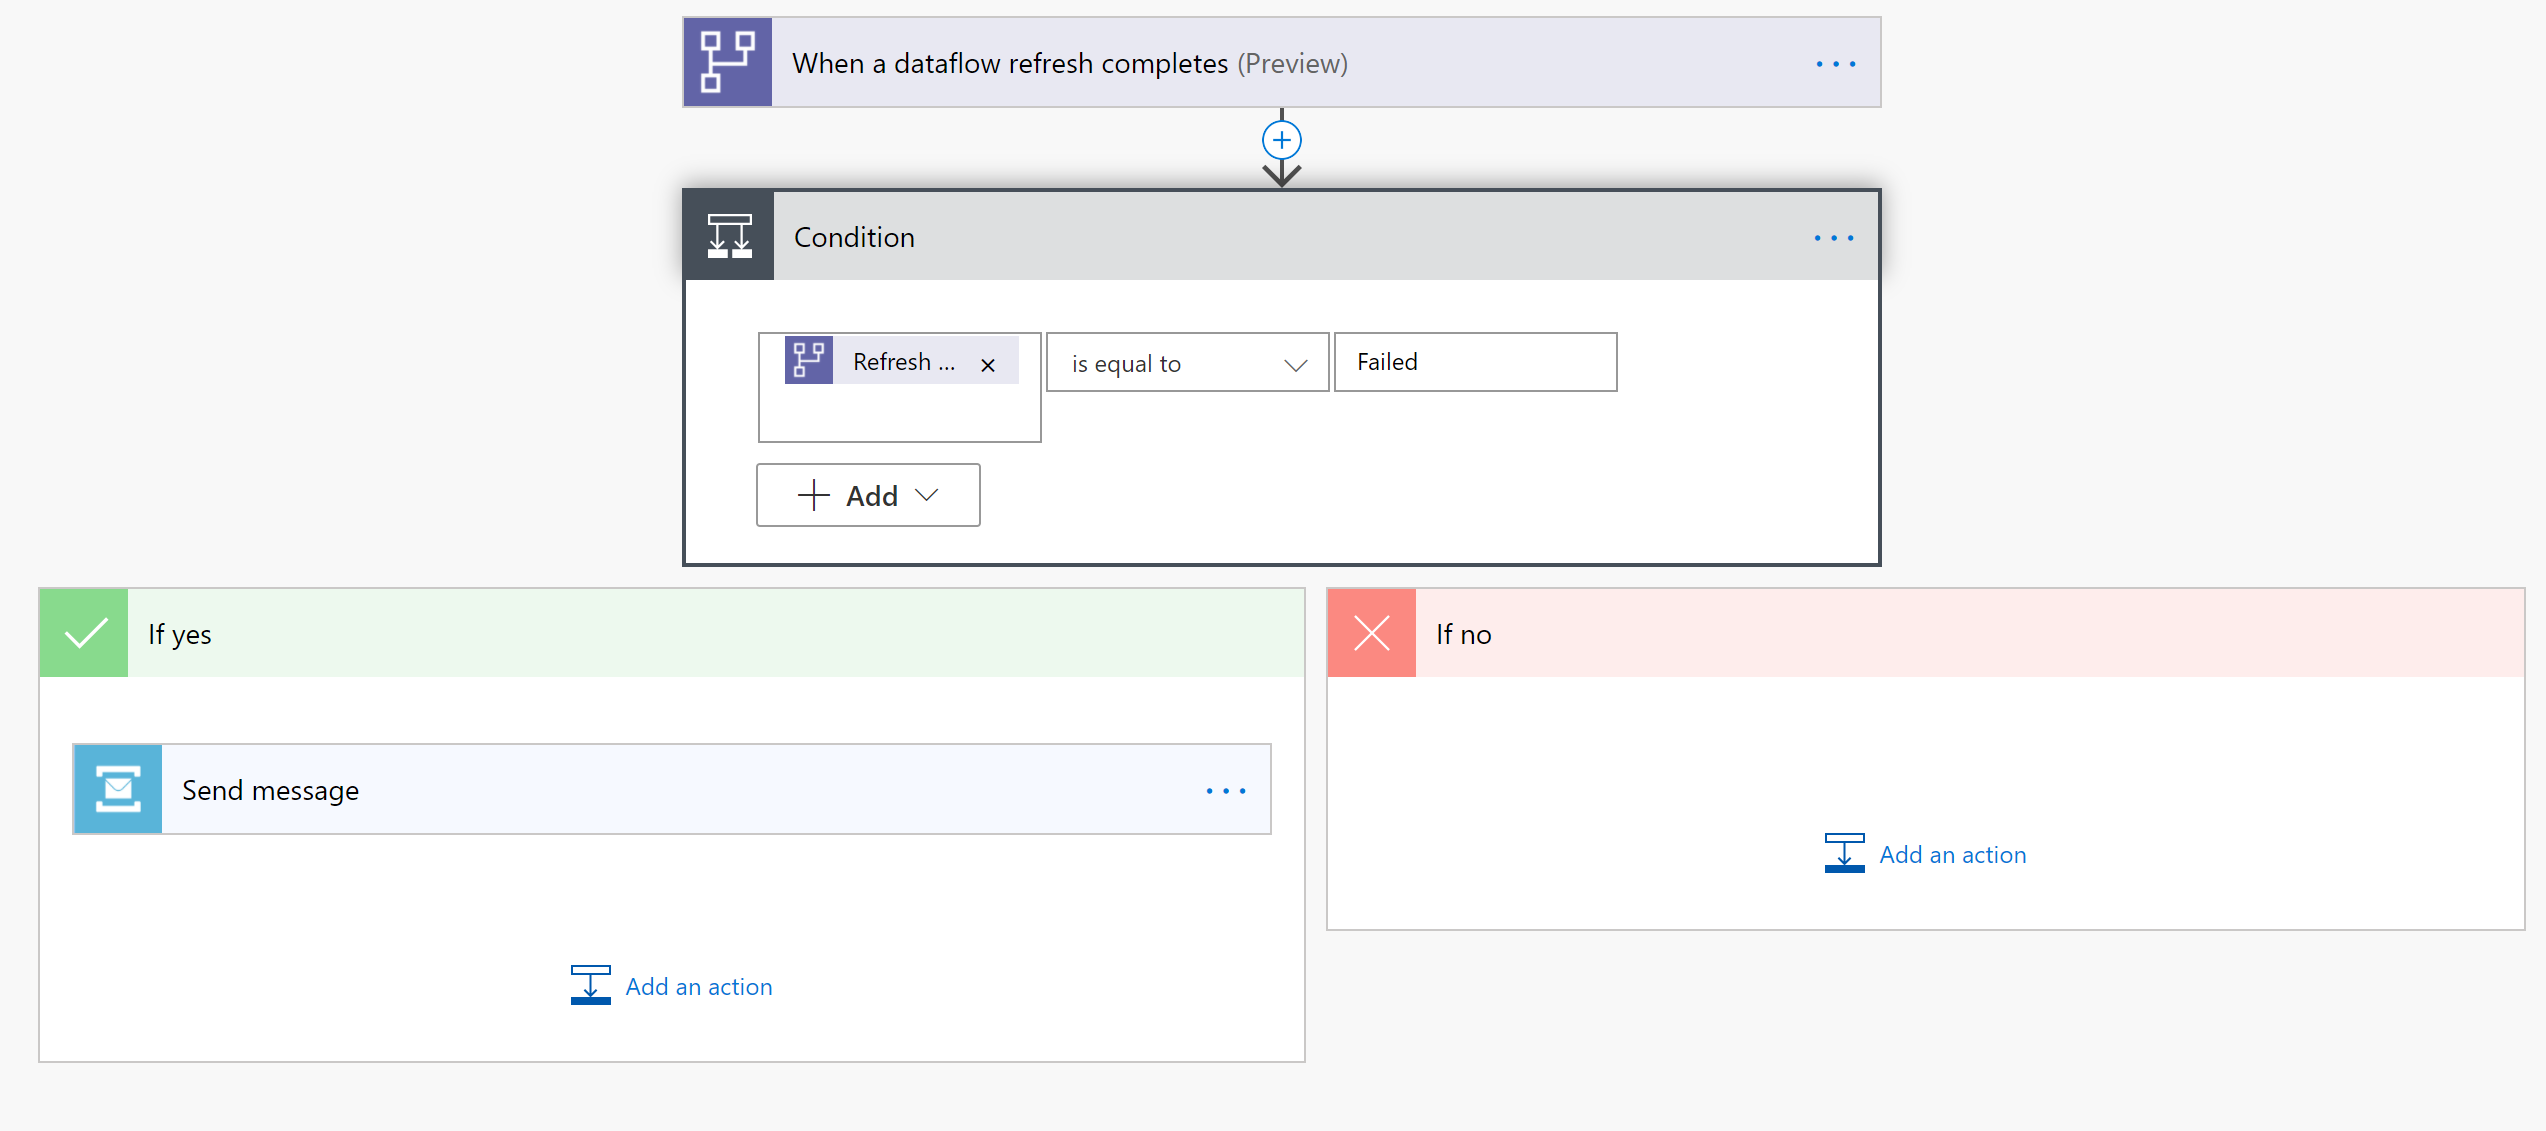 When a dataflow refresh completes (Preview)
Condition
Refresh ...
is equal to
Failed
Add
If yes
If no
Send message
Add an action
Add an action